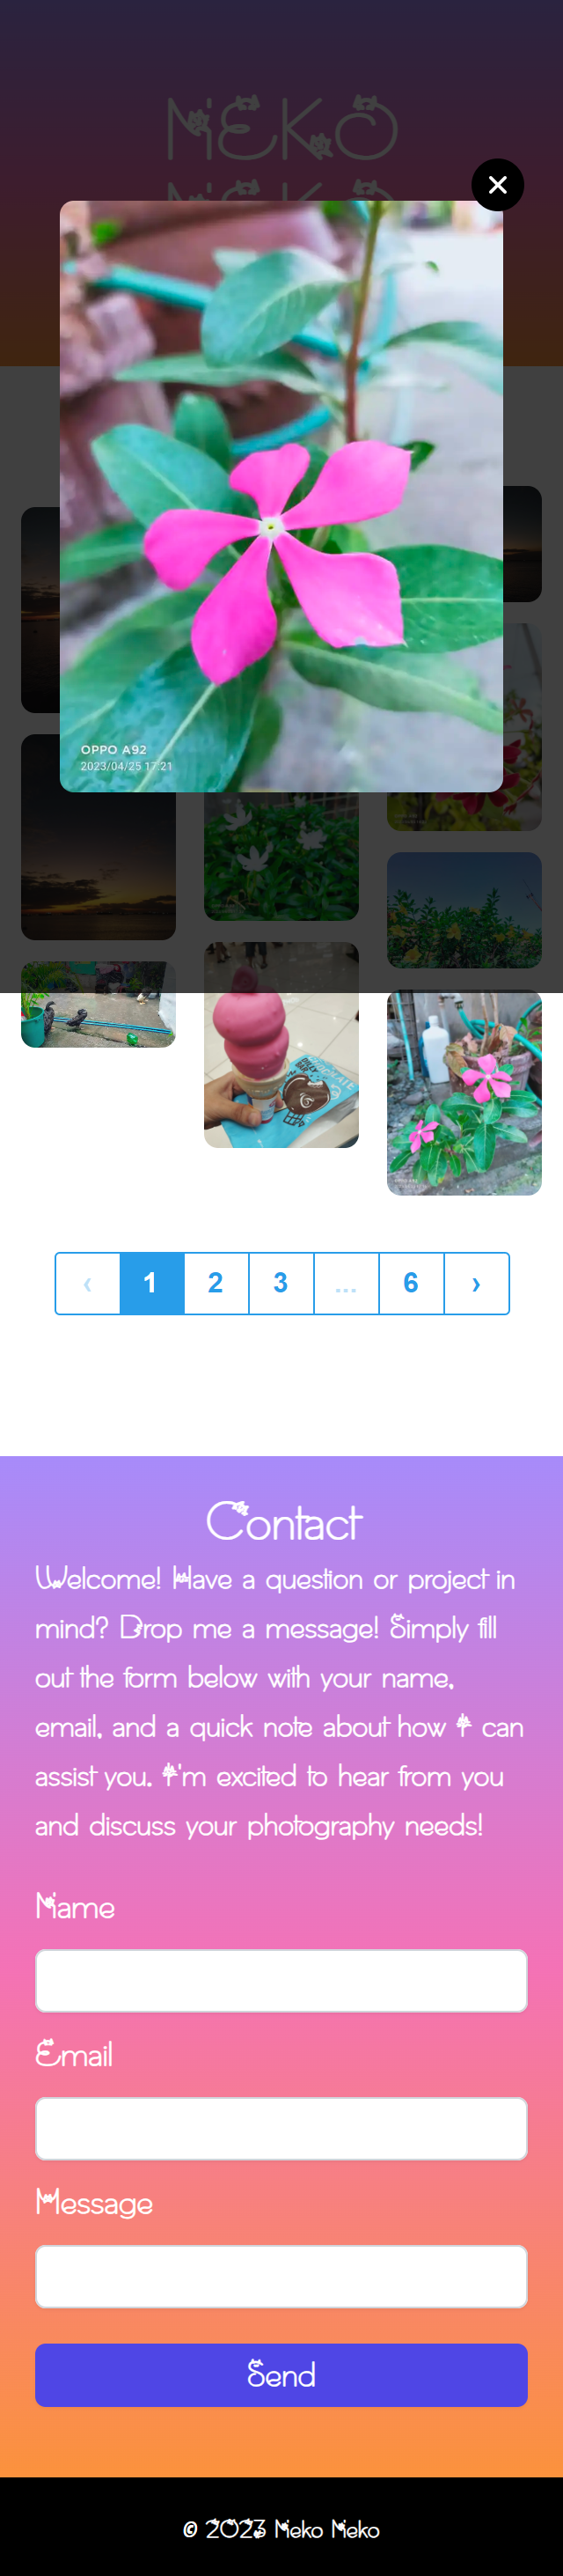 NEKO
NEKO
OPPO A92
2023/04/25 17:21
‹ 1 2 3 ... 6 ›
Contact
Welcome! Have a question or project in
mind? Drop me a message! Simply fill
out the form below with your name,
email, and a quick note about how I can
assist you. I'm excited to hear from you
and discuss your photography needs!
Name
Email
Message
Send
© 2023 Neko Neko